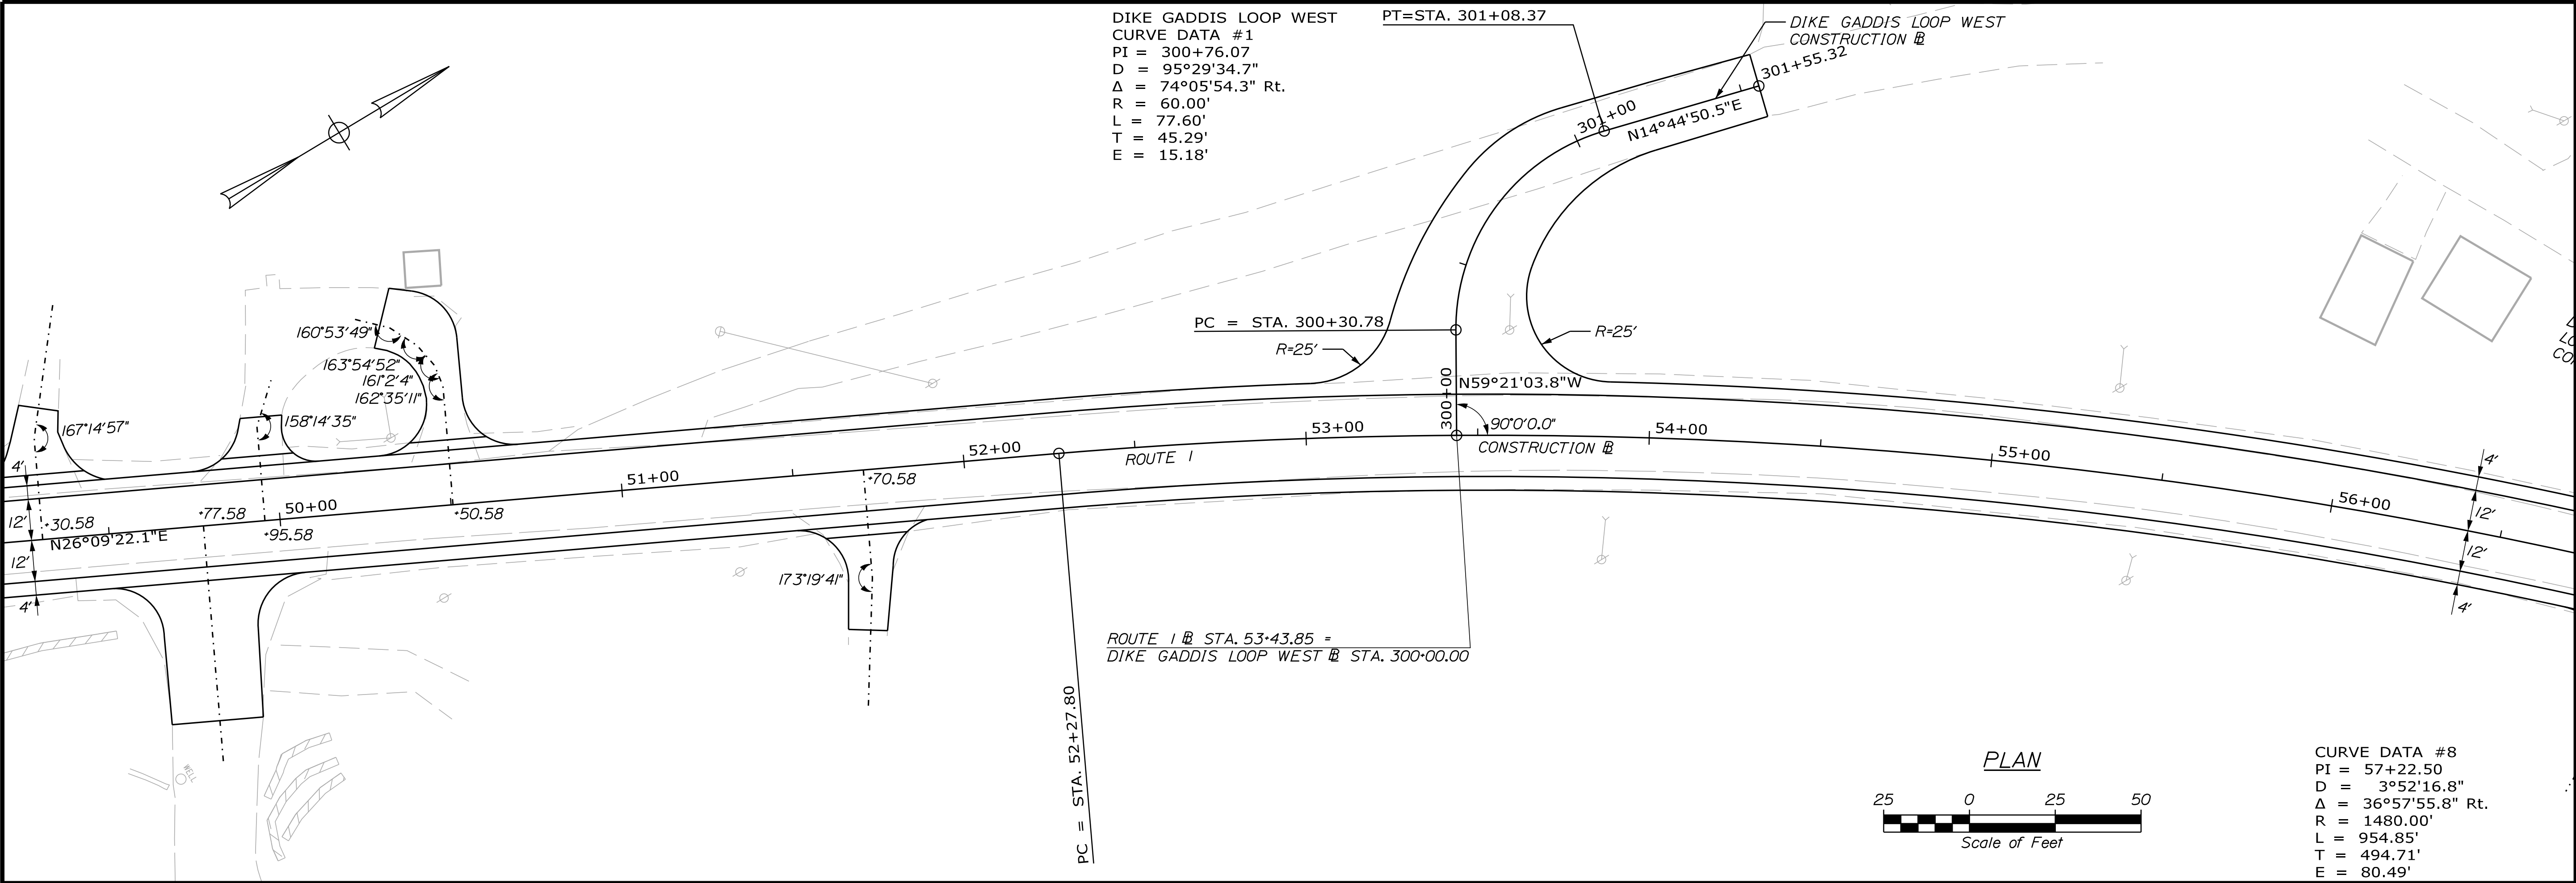 DIKE GADDIS LOOP WEST
CURVE DATA #1
PI = 300+76.07
D = 95°29'34.7"
Δ = 74°05'54.3" Rt.
R = 60.00'
L = 77.60'
T = 45.29'
E = 15.18'
PT=STA. 301+08.37
DIKE GADDIS LOOP WEST
CONSTRUCTION BL
301+55.32
301+00
N14°44'50.5"E
PC = STA. 300+30.78
R=25'
R=25'
300+00
N59°21'03.8"W
90°0'0.0"
CONSTRUCTION BL
160°53'49"
163°54'52"
161°2'4"
162°35'11"
158°14'35"
167°14'57"
4'
12'
12'
4'
+30.58
N26°09'22.1"E
+77.58
+95.58
50+00
+50.58
51+00
+70.58
52+00
ROUTE 1
53+00
54+00
55+00
56+00
4'
12'
12'
4'
173°19'41"
ROUTE 1 BL STA. 53+43.85 =
DIKE GADDIS LOOP WEST BL STA. 300+00.00
PC = STA. 52+27.80
WELL
PLAN
25 0 25 50
Scale of Feet
CURVE DATA #8
PI = 57+22.50
D = 3°52'16.8"
Δ = 36°57'55.8" Rt.
R = 1480.00'
L = 954.85'
T = 494.71'
E = 80.49'